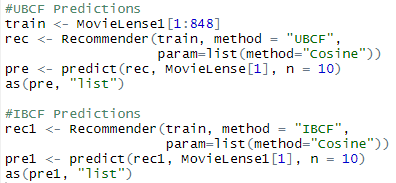 #UBCF Predictions
train <- MovieLense1[1:848]
rec <- Recommender(train, method = "UBCF",
param=list(method="Cosine"))
pre <- predict(rec, MovieLense[1], n = 10)
as(pre, "list")
#IBCF Predictions
rec1 <- Recommender(train, method = "IBCF",
param=list(method="Cosine"))
pre1 <- predict(rec1, MovieLense1[1], n = 10)
as(pre1, "list")